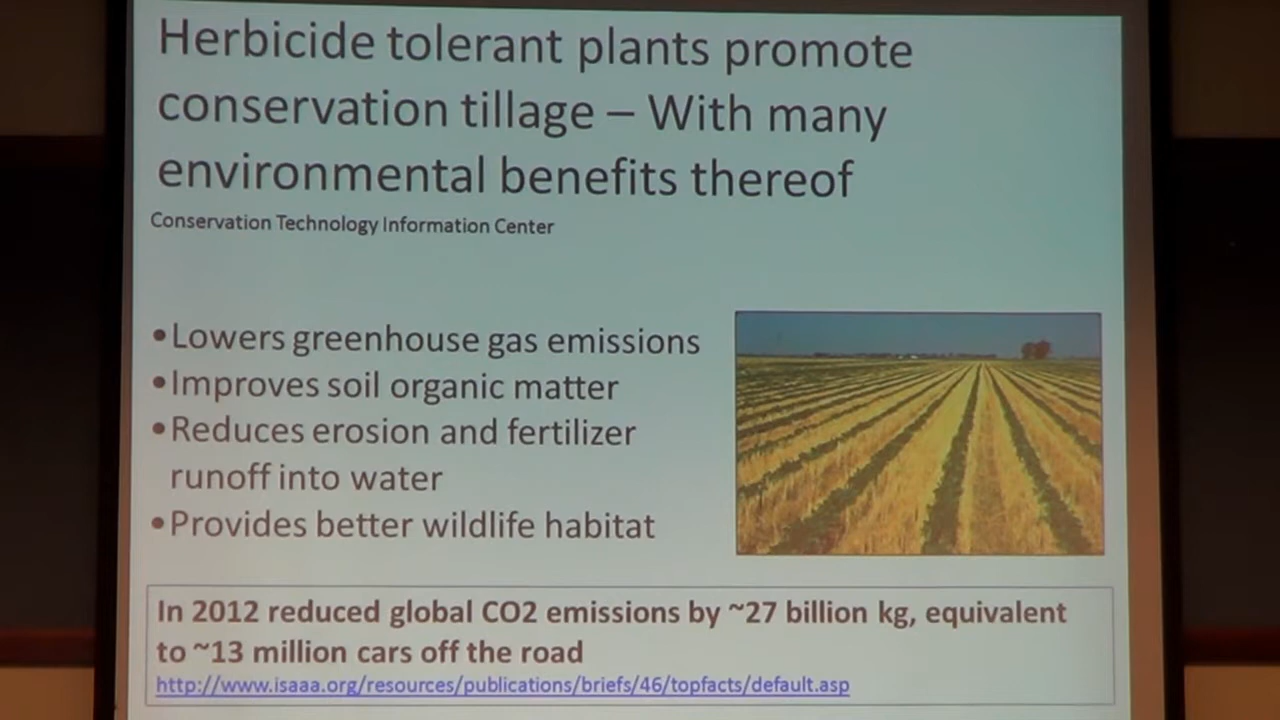 Herbicide tolerant plants promote
conservation tillage – With many
environmental benefits thereof
Conservation Technology Information Center
•Lowers greenhouse gas emissions
•Improves soil organic matter
•Reduces erosion and fertilizer
runoff into water
•Provides better wildlife habitat
In 2012 reduced global CO2 emissions by ~27 billion kg, equivalent
to ~13 million cars off the road
http://www.isaaa.org/resources/publications/briefs/46/topfacts/default.asp